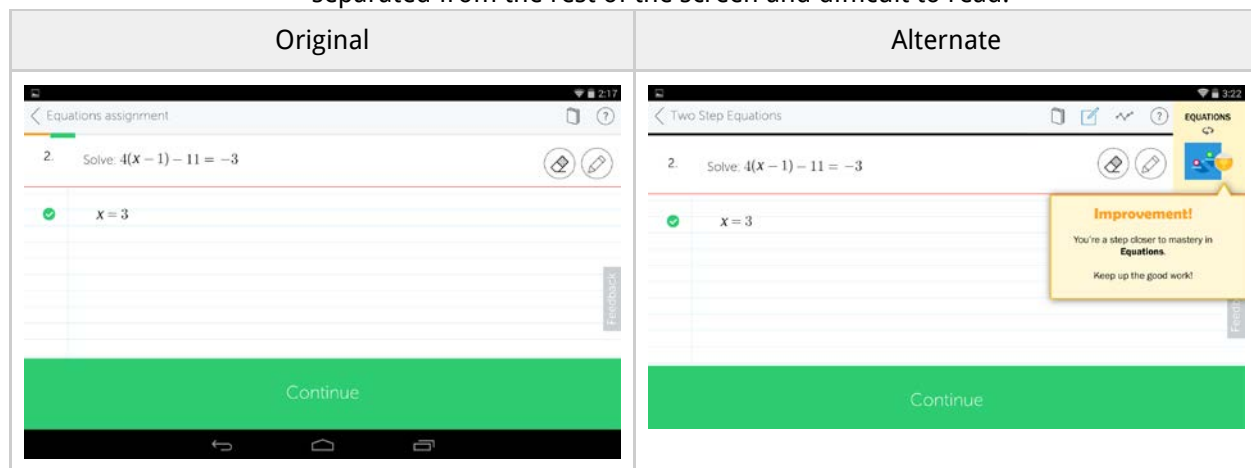 separated from the rest of the screen and difficult to read.
Original
Alternate
2:17
Equations assignment
?
2. Solve: 4(x − 1) − 11 = −3
x = 3
Feedback
Continue
3:22
Two Step Equations
?
EQUATIONS
2. Solve: 4(x − 1) − 11 = −3
x = 3
Improvement!
You're a step closer to mastery in
Equations.
Keep up the good work!
Continue